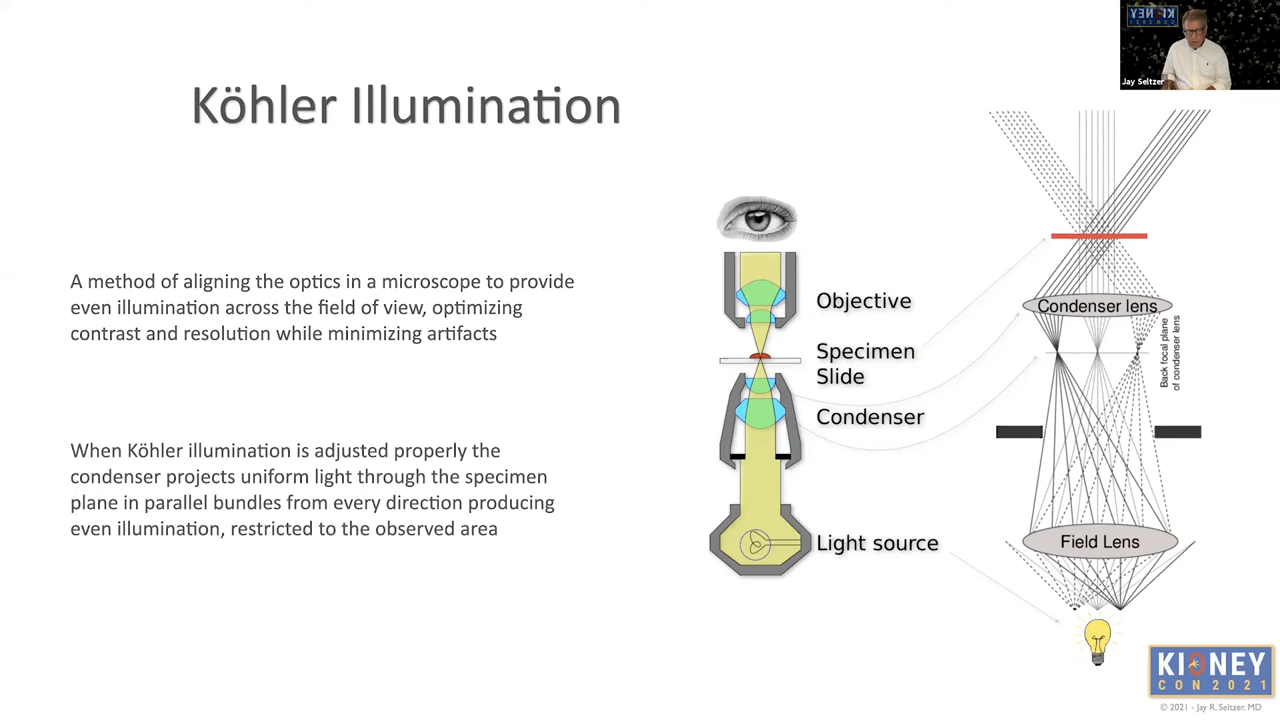 Köhler Illumination
A method of aligning the optics in a microscope to provide
even illumination across the field of view, optimizing
contrast and resolution while minimizing artifacts
When Köhler illumination is adjusted properly the
condenser projects uniform light through the specimen
plane in parallel bundles from every direction producing
even illumination, restricted to the observed area
Objective
Specimen
Slide
Condenser
Light source
Condenser lens
Back focal plane
of condenser lens
Field Lens
KIDNEY
Jay Seltzer
KIDNEY
CON 2021
© 2021 - Jay R. Seltzer, MD